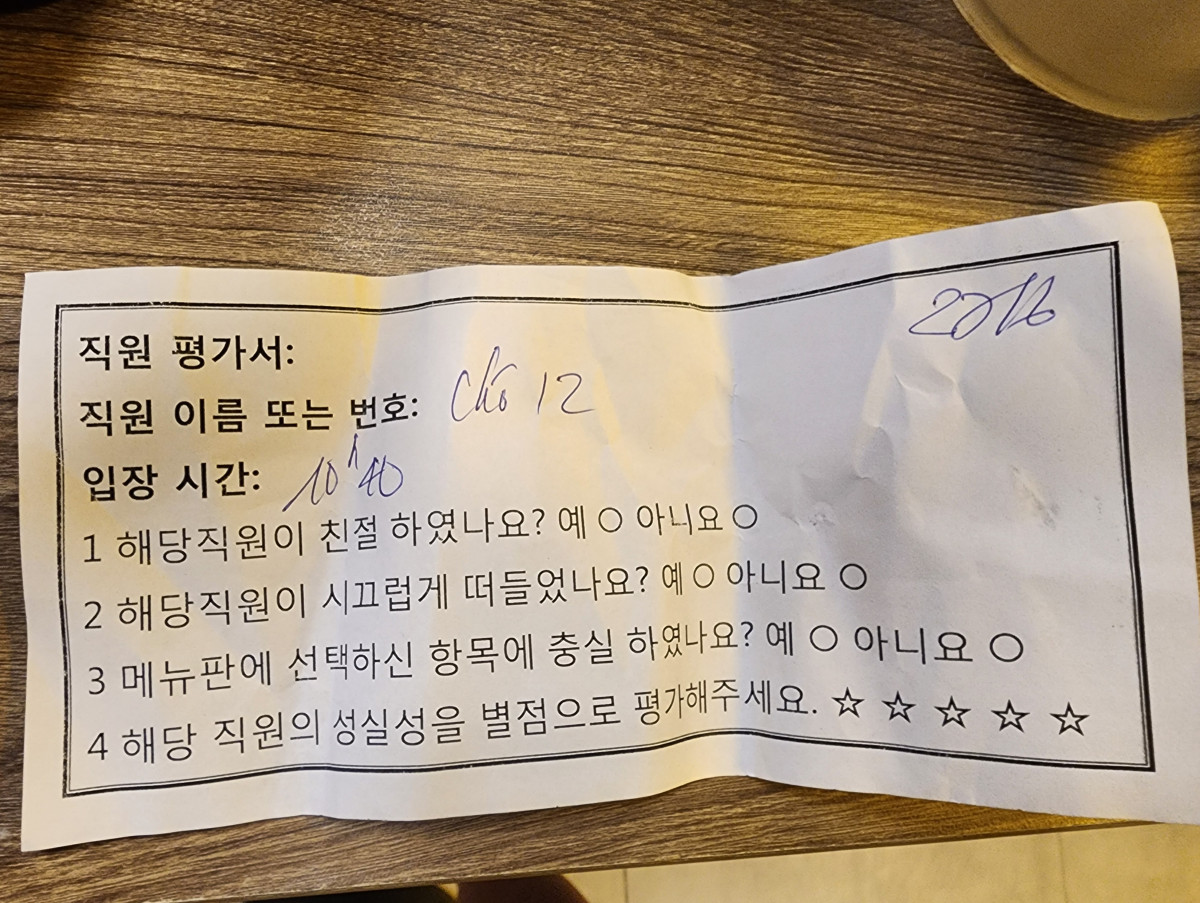 직원 평가서:
직원 이름 또는 번호: 12
입장 시간: 10 40
1 해당직원이 친절 하였나요? 예 ○ 아니요 ○
2 해당직원이 시끄럽게 떠들었나요? 예 ○ 아니요 ○
3 메뉴판에 선택하신 항목에 충실 하였나요? 예 ○ 아니요 ○
4 해당 직원의 성실성을 별점으로 평가해주세요. ☆ ☆ ☆ ☆ ☆